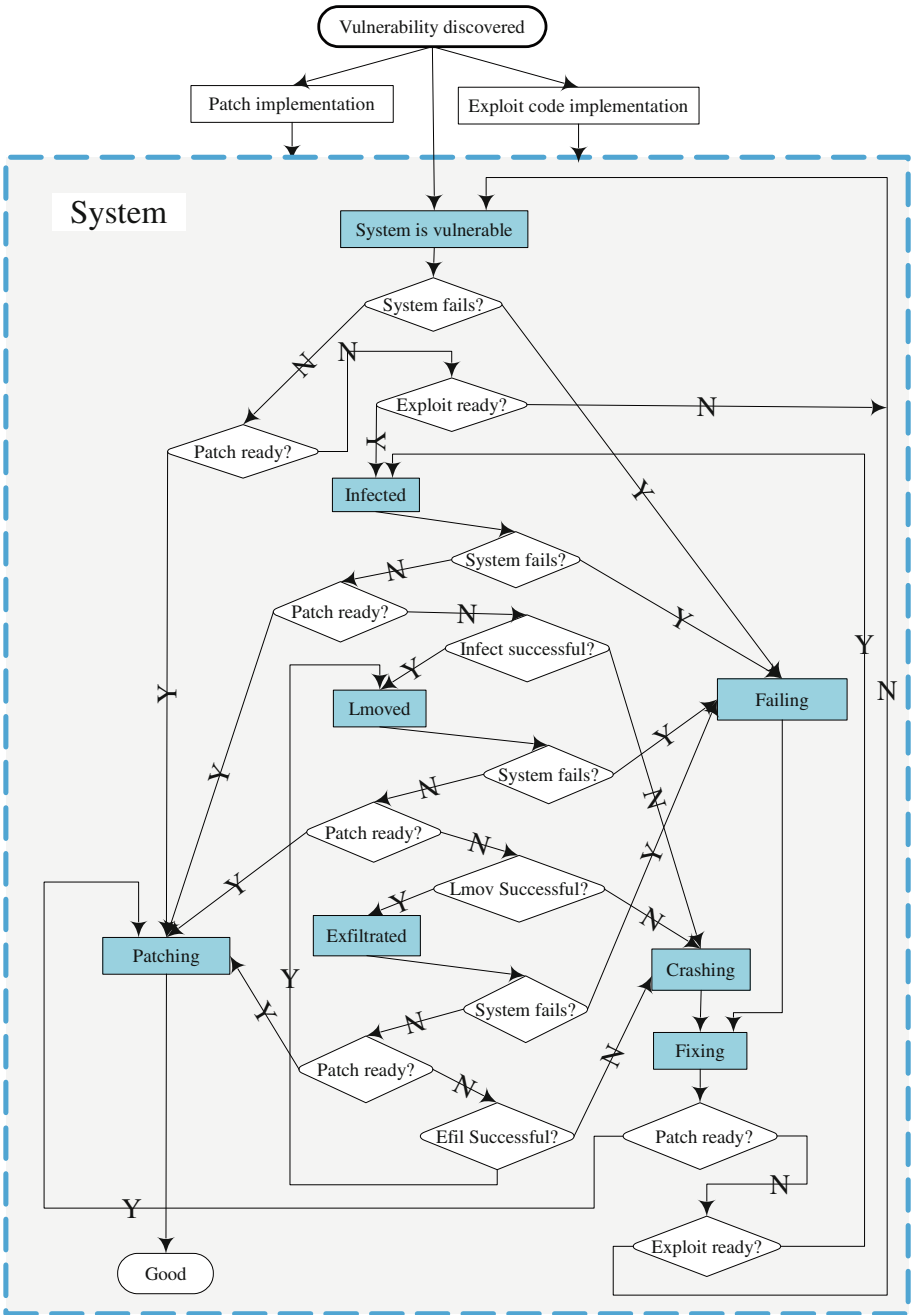 Vulnerability discovered
Patch implementation
Exploit code implementation
System
System is vulnerable
System fails?
N
N
Exploit ready?
N
Y
Patch ready?
Infected
Y
System fails?
N
Patch ready?
N
Y
Y
Infect successful?
Y
N
Y
Failing
Lmoved
Y
System fails?
Y
N
N
Patch ready?
N
Y
Y
Lmov Successful?
Y
N
Exfiltrated
Patching
Crashing
Y
System fails?
Y
N
Fixing
N
Patch ready?
N
Efil Successful?
Patch ready?
N
Y
Exploit ready?
Good